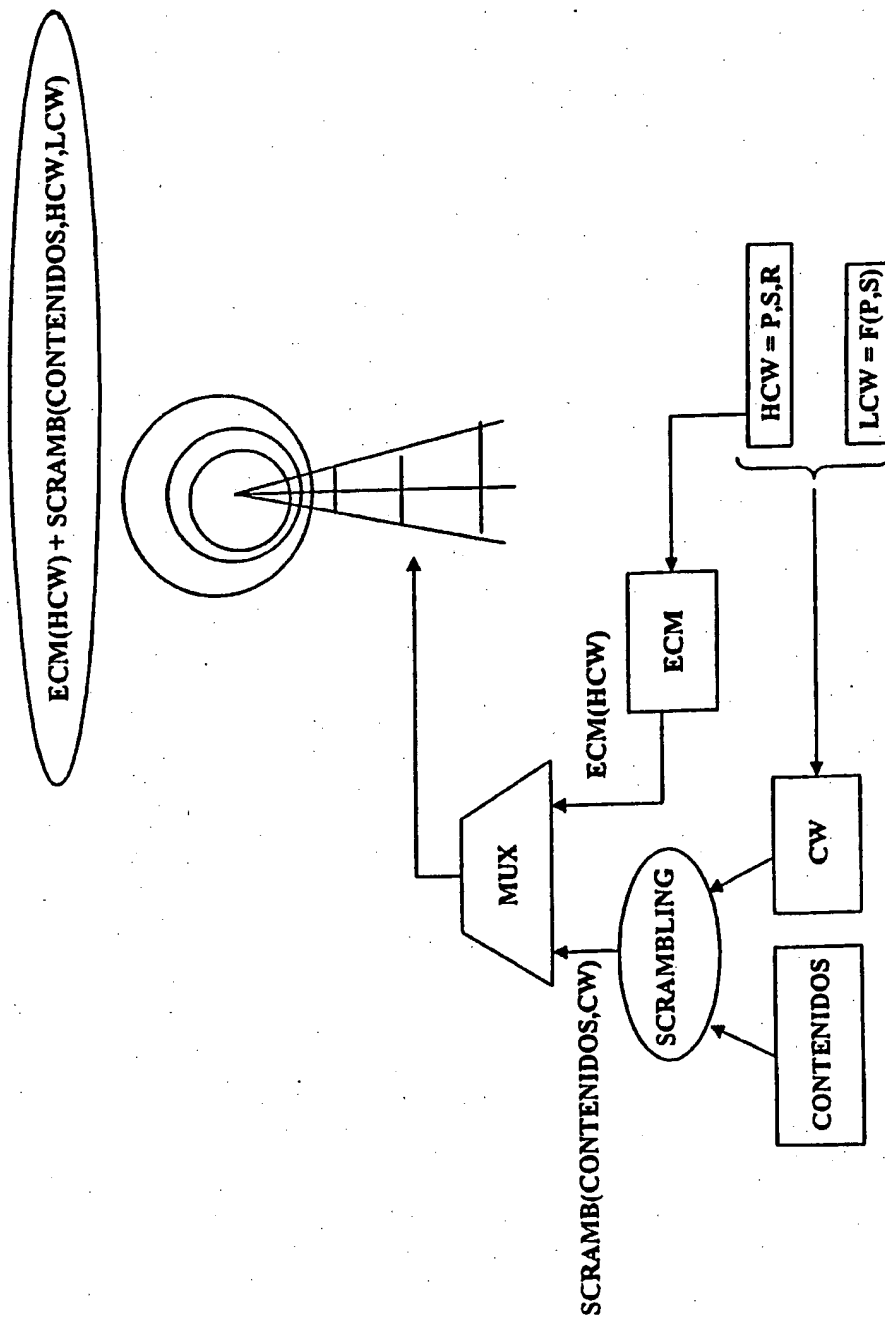 ECM(HCW) + SCRAMB(CONTENIDOS,HCW,LCW)
SCRAMB(CONTENIDOS,CW)
MUX
ECM(HCW)
SCRAMBLING
ECM
CONTENIDOS
CW
HCW = P,S,R
LCW = F(P,S)